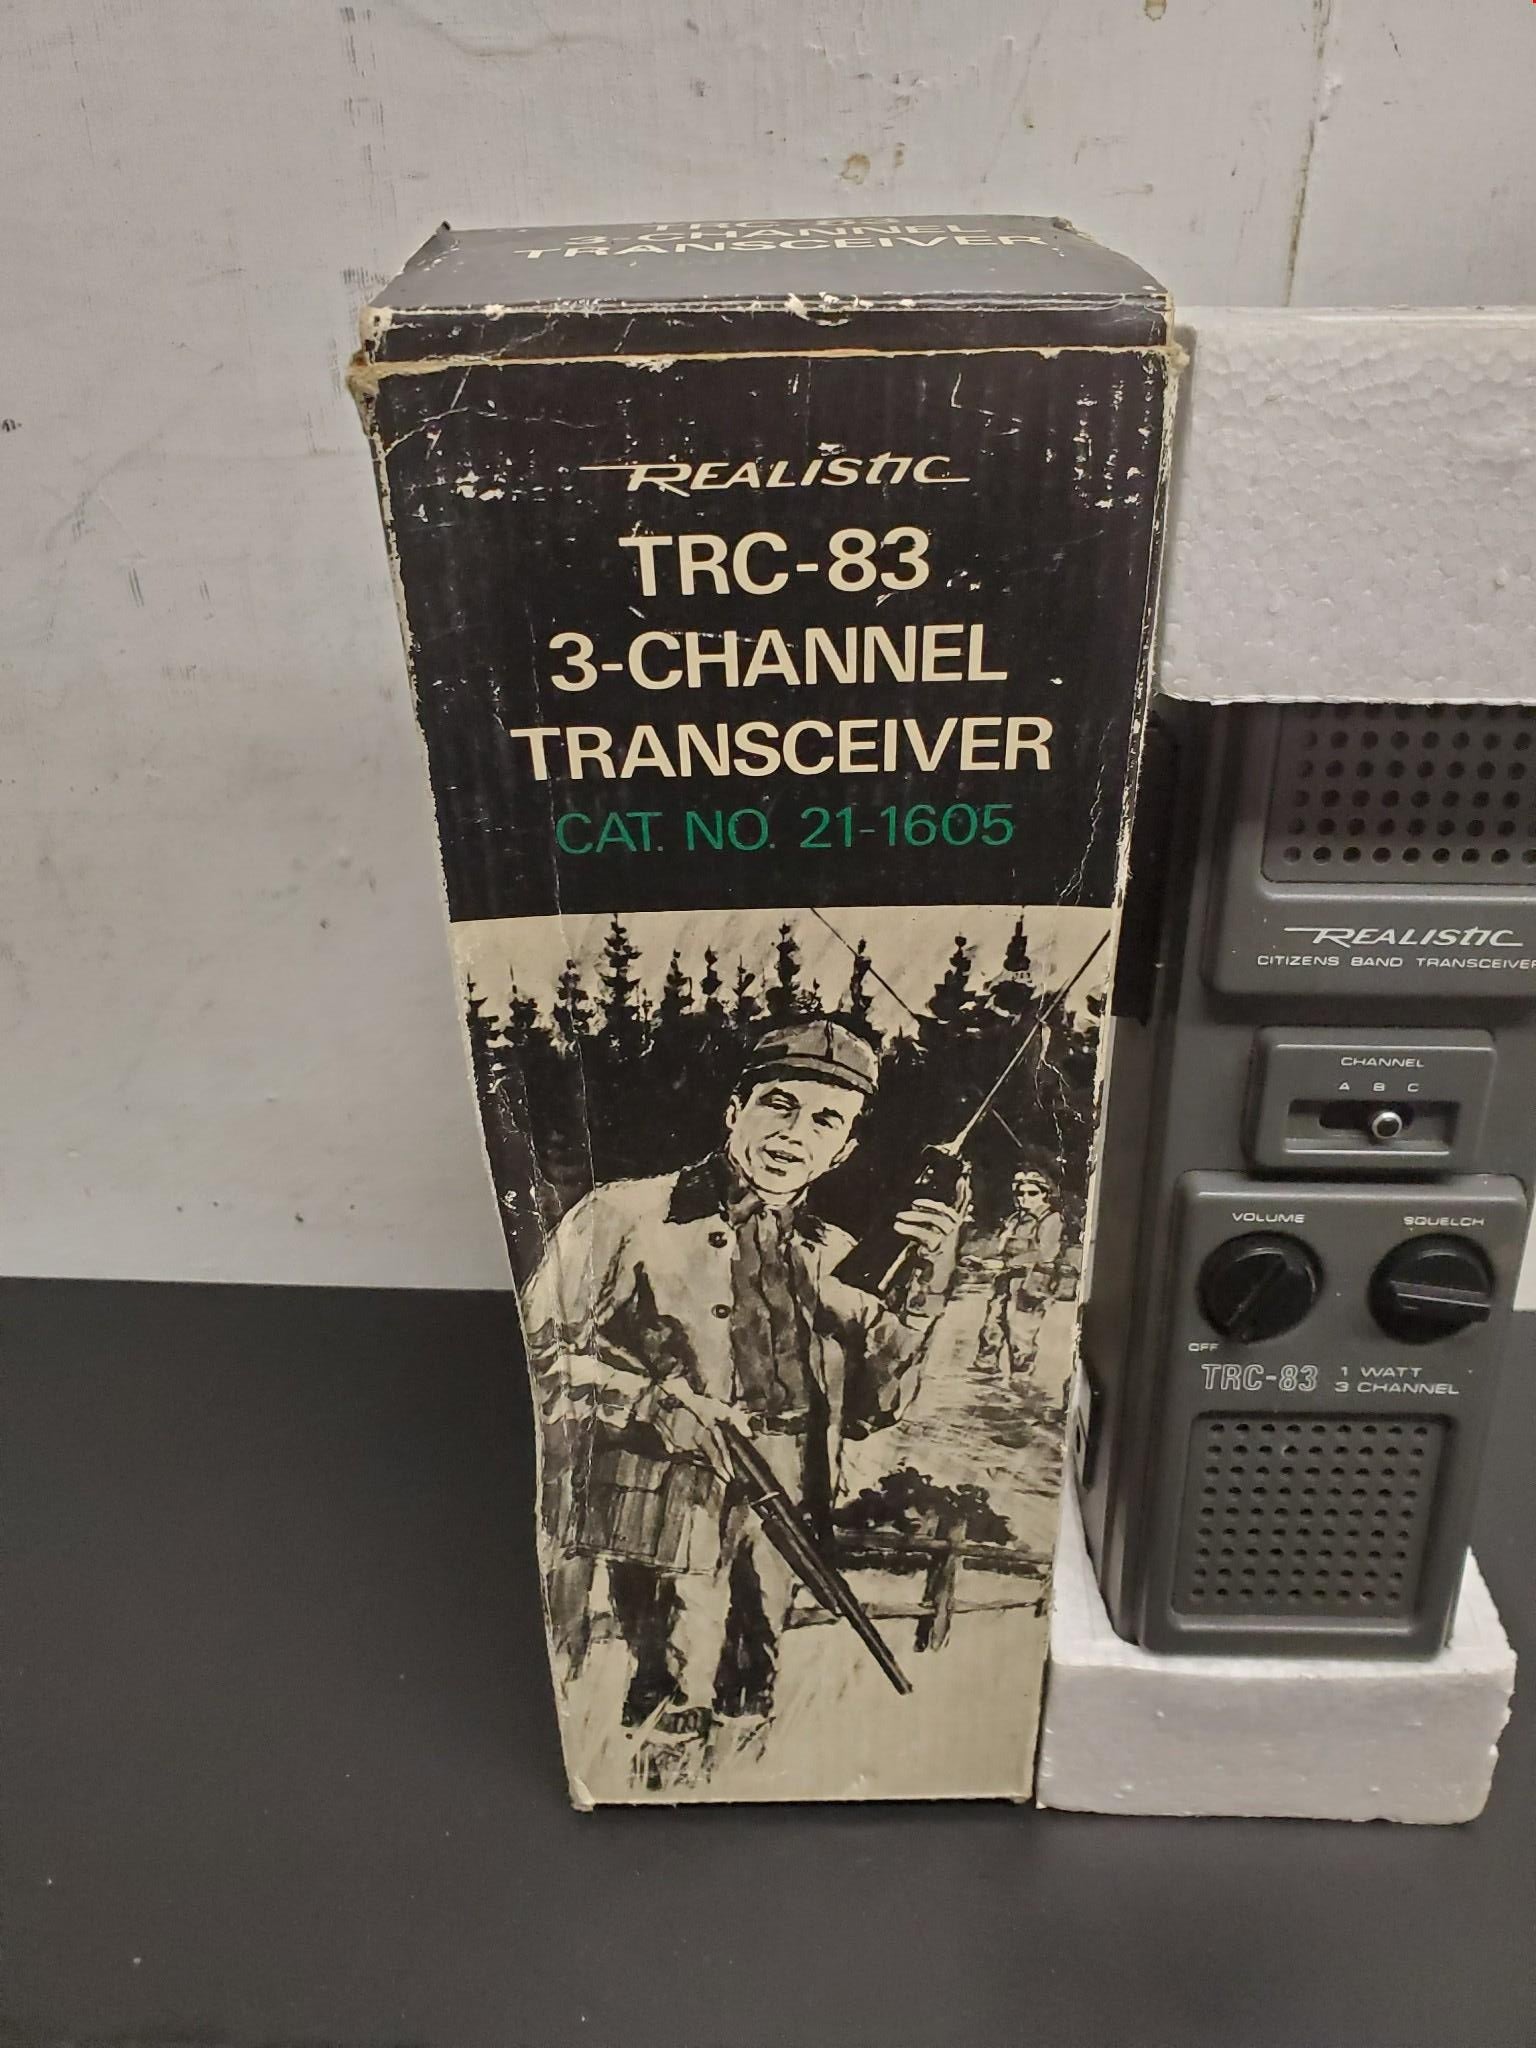 TRC-83
3-CHANNEL
TRANSCEIVER
REALISTIC
TRC-83
3-CHANNEL
TRANSCEIVER
CAT. NO. 21-1605
REALISTIC
CITIZENS BAND TRANSCEIVER
CHANNEL
A B C
VOLUME SQUELCH
OFF
TRC-83 1 WATT
3 CHANNEL